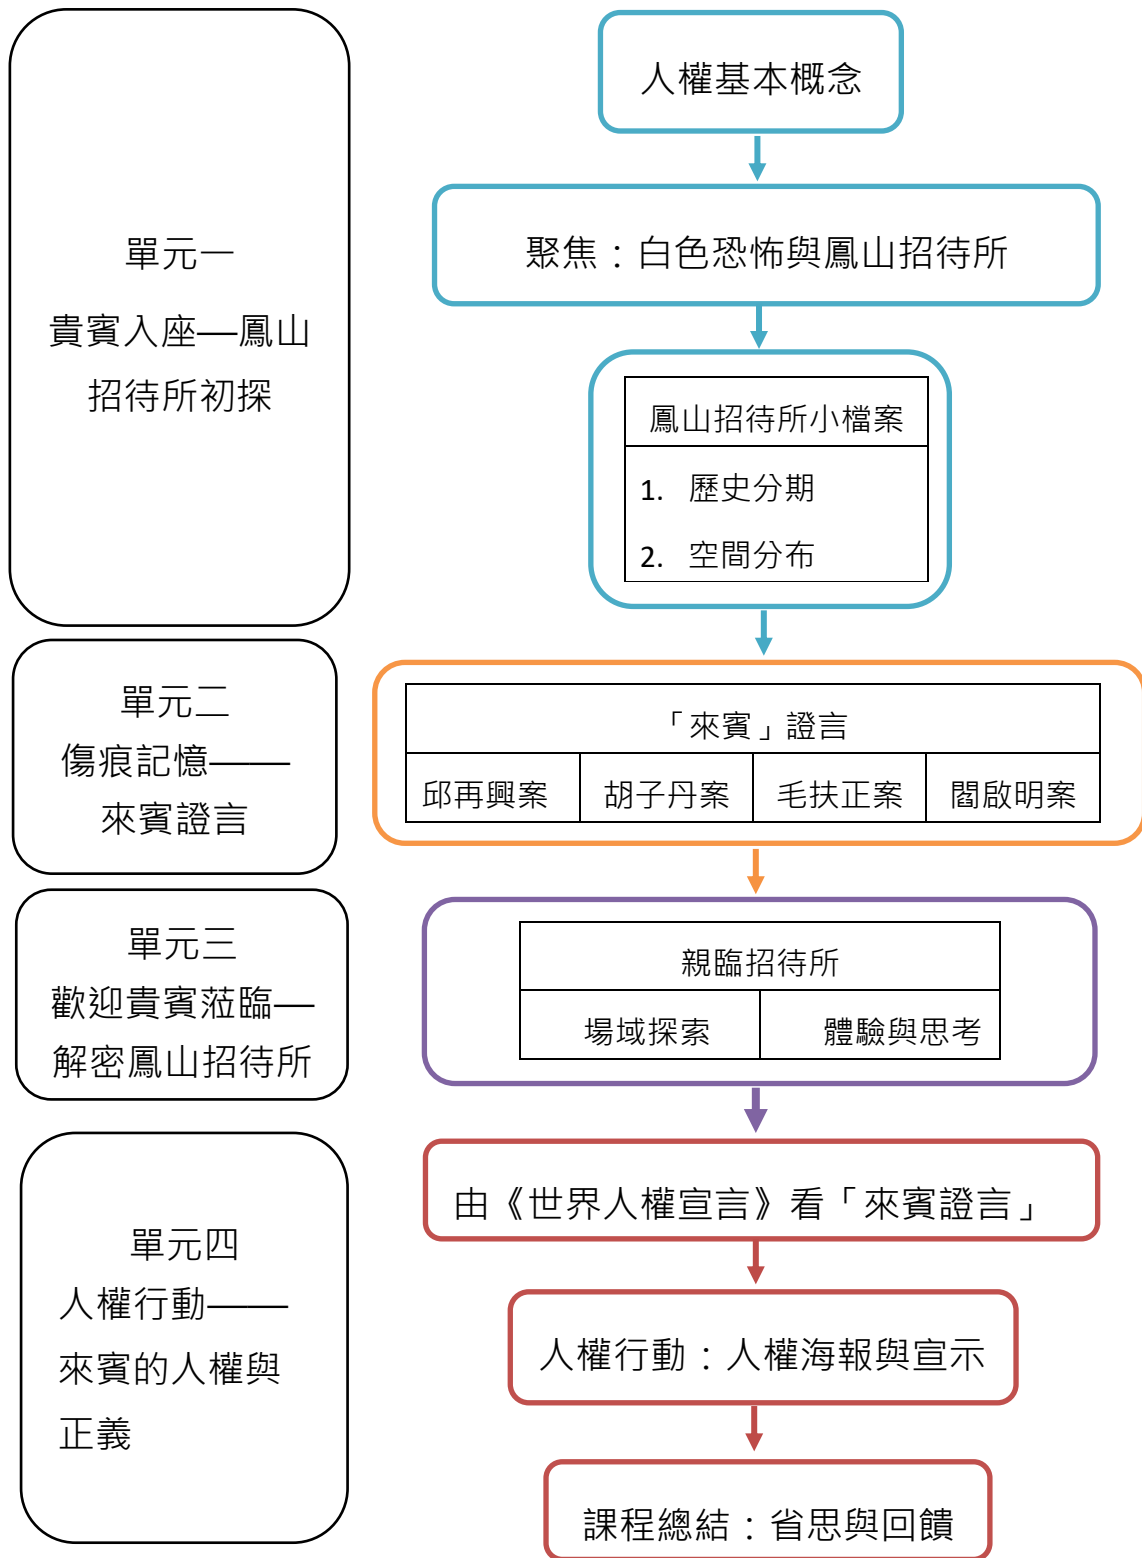 單元一
貴賓入座—鳳山
招待所初探
人權基本概念
聚焦：白色恐怖與鳳山招待所
鳳山招待所小檔案
1. 歷史分期
2. 空間分布
單元二
傷痕記憶——
來賓證言
「來賓」證言
邱再興案
胡子丹案
毛扶正案
閻啟明案
單元三
歡迎貴賓蒞臨—
解密鳳山招待所
親臨招待所
場域探索
體驗與思考
單元四
人權行動——
來賓的人權與
正義
由《世界人權宣言》看「來賓證言」
人權行動：人權海報與宣示
課程總結：省思與回饋